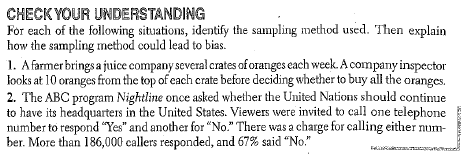 CHECK YOUR UNDERSTANDING
For each of the following situations, identify the sampling method used. Then explain
how the sampling method could lead to bias.
1. A farmer brings a juice company several crates of oranges each week. A company inspector
looks at 10 oranges from the top of each crate before deciding whether to buy all the oranges.
2. The ABC program Nightline once asked whether the United Nations should continue
to have its headquarters in the United States. Viewers were invited to call one telephone
number to respond "Yes" and another for "No." There was a charge for calling either num-
ber. More than 186,000 callers responded, and 67% said "No."